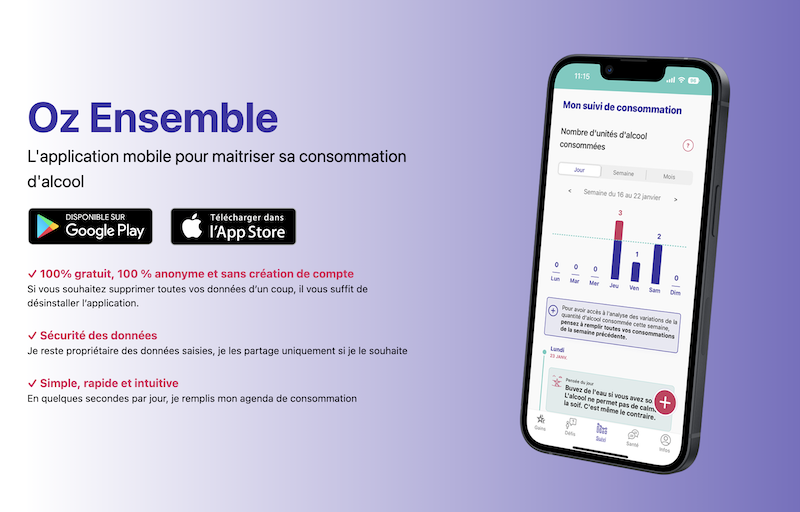 Oz Ensemble
L'application mobile pour maitriser sa consommation
d'alcool
DISPONIBLE SUR
Google Play
Télécharger dans
l'App Store
100% gratuit, 100 % anonyme et sans création de compte
Si vous souhaitez supprimer toutes vos données d'un coup, il vous suffit de
désinstaller l'application.
Sécurité des données
Je reste propriétaire des données saisies, je les partage uniquement si je le souhaite
Simple, rapide et intuitive
En quelques secondes par jour, je remplis mon agenda de consommation
11:15
Mon suivi de consommation
Nombre d'unités d'alcool
consommées
?
Jour Semaine Mois
< Semaine du 16 au 22 janvier >
0 0 0 3 1 2 0
Lun Mar Mer Jeu Ven Sam Dim
Pour avoir accès à l'analyse des variations de la
quantité d'alcool consommée cette semaine,
pensez à remplir toutes vos consommations
de la semaine précédente.
Lundi
23 JANV.
Pensée du jour
Buvez de l'eau si vous avez so
L'alcool ne permet pas de calm
la soif. C'est même le contraire.
+
Gains Défis Suivi Santé Infos